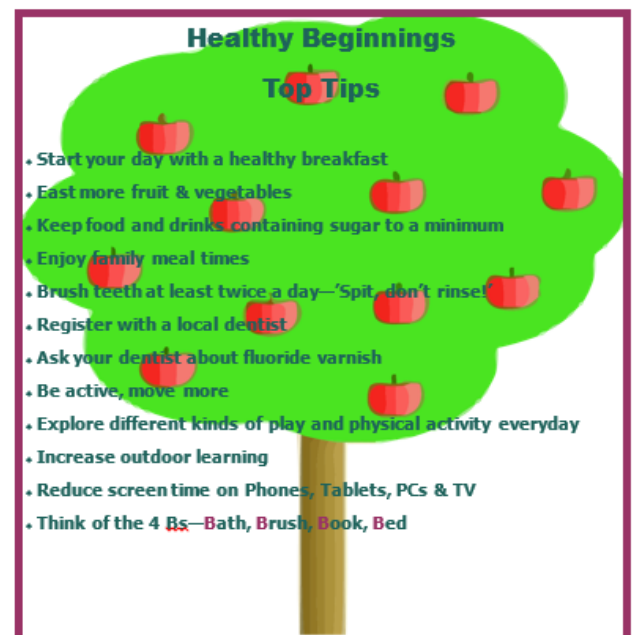 Healthy Beginnings
Top Tips
Start your day with a healthy breakfast
East more fruit & vegetables
Keep food and drinks containing sugar to a minimum
Enjoy family meal times
Brush teeth at least twice a day—‘Spit, don’t rinse!’
Register with a local dentist
Ask your dentist about fluoride varnish
Be active, move more
Explore different kinds of play and physical activity everyday
Increase outdoor learning
Reduce screen time on Phones, Tablets, PCs & TV
Think of the 4 Bs—Bath, Brush, Book, Bed